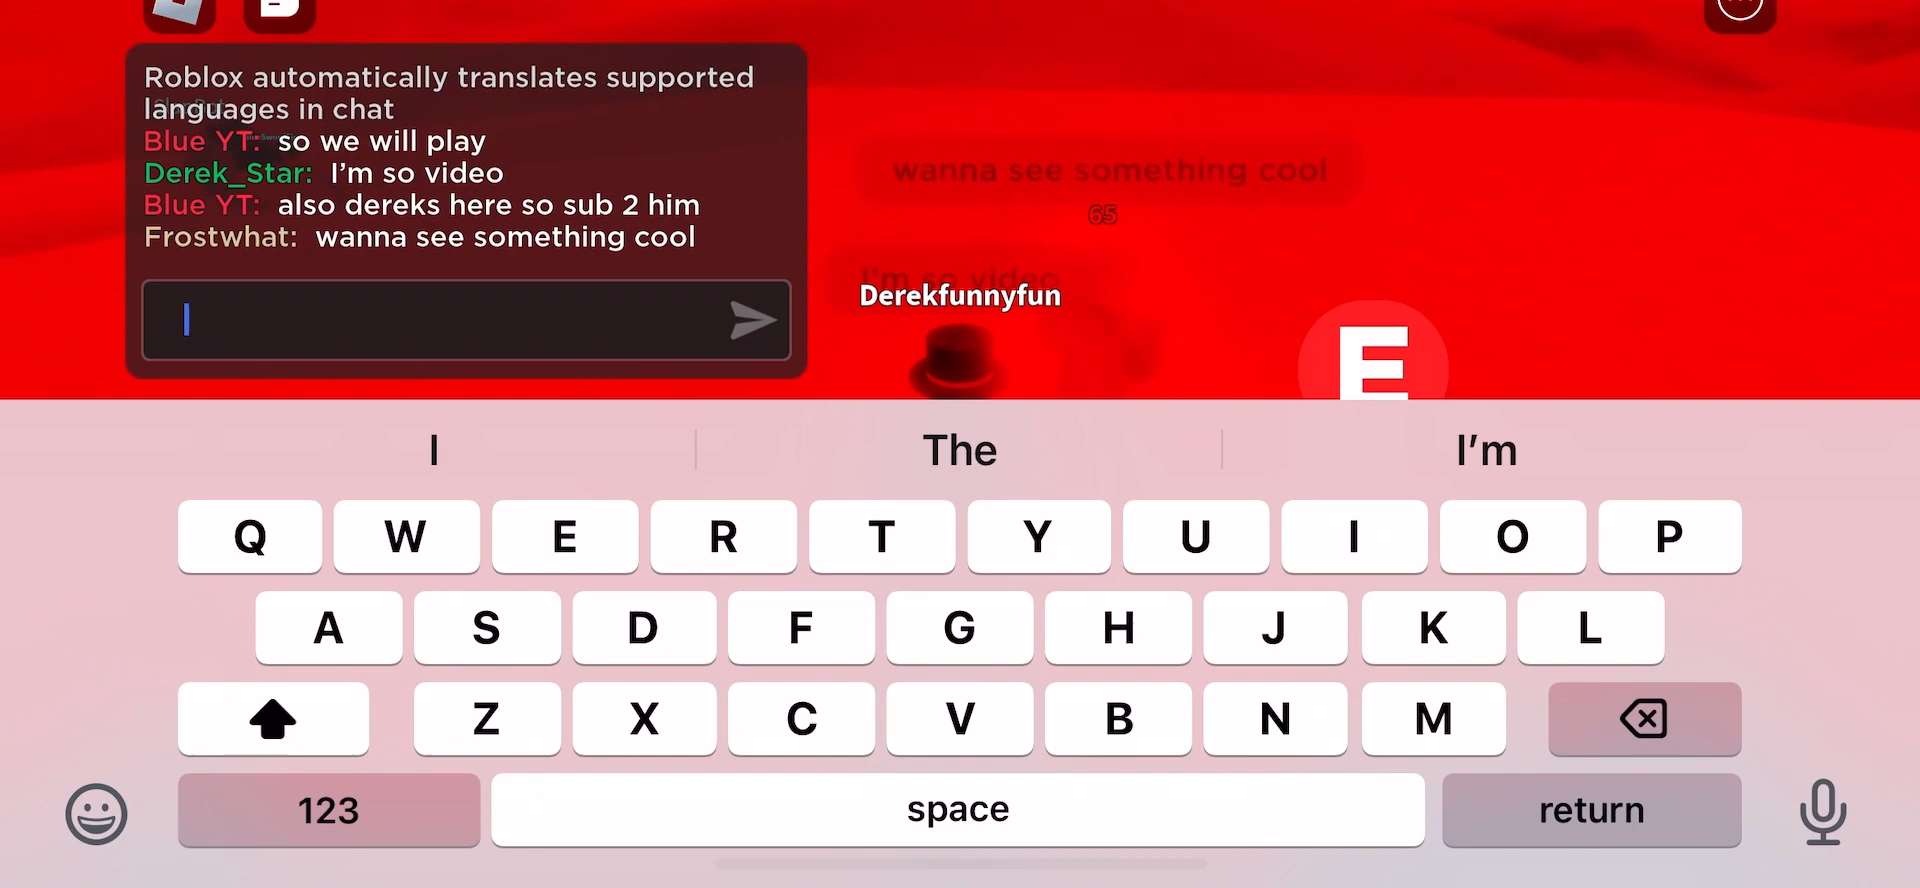 Roblox automatically translates supported
languages in chat
Blue YT: so we will play
Derek_Star: I’m so video
Blue YT: also dereks here so sub 2 him
Frostwhat: wanna see something cool
wanna see something cool
65
I'm so video
Derekfunnyfun
E
I The I’m
Q W E R T Y U I O P
A S D F G H J K L
Z X C V B N M
123 space return